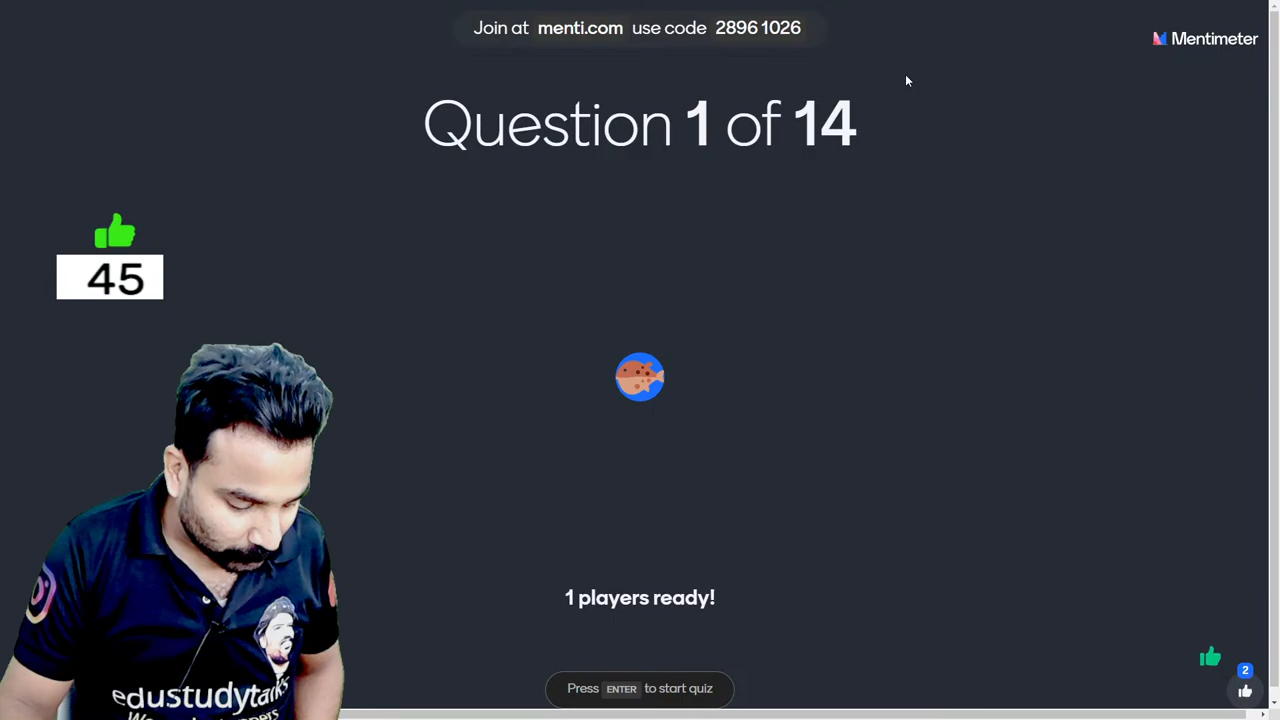 Join at menti.com use code 2896 1026
Mentimeter
Question 1 of 14
45
1 players ready!
Press ENTER to start quiz
2
edustudytalks